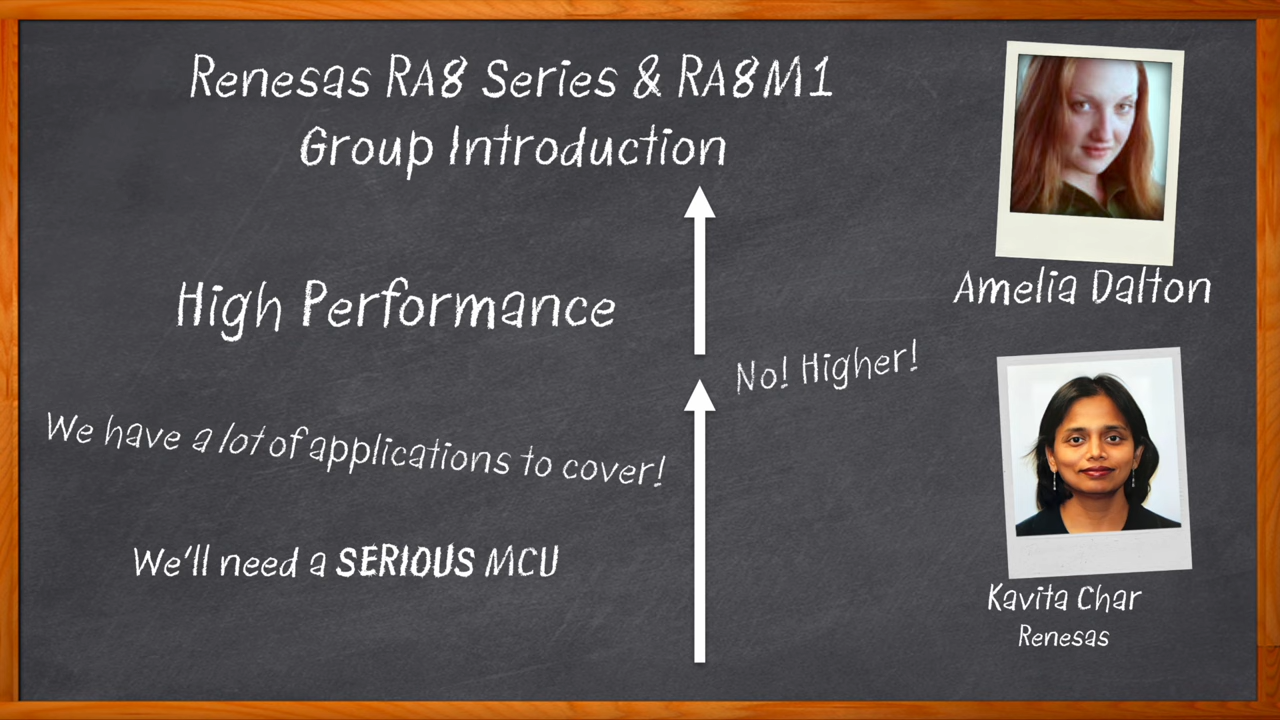 Renesas RA8 Series & RA8M1
Group Introduction
High Performance
No! Higher!
We have a lot of applications to cover!
We'll need a SERIOUS MCU
Amelia Dalton
Kavita Char
Renesas